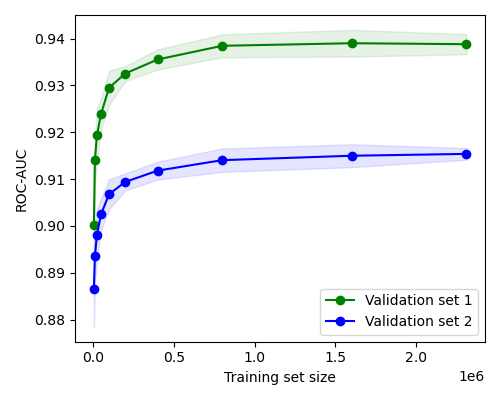 0.94
0.93
0.92
0.91
0.90
0.89
0.88
ROC-AUC
0.0 0.5 1.0 1.5 2.0
1e6
Training set size
Validation set 1
Validation set 2